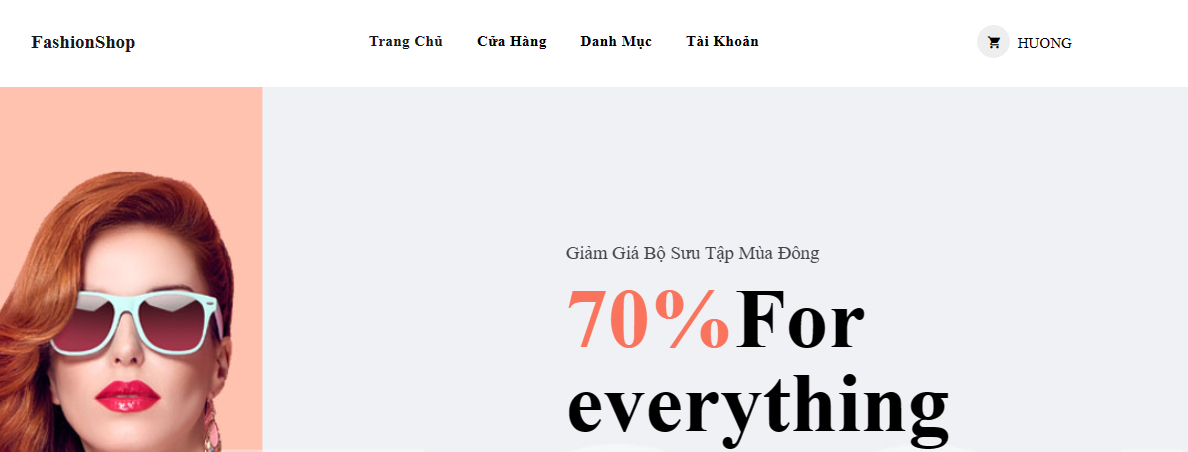 FashionShop
Trang Chủ
Cửa Hàng
Danh Mục
Tài Khoản
HUONG
Giảm Giá Bộ Sưu Tập Mùa Đông
70%For
everything